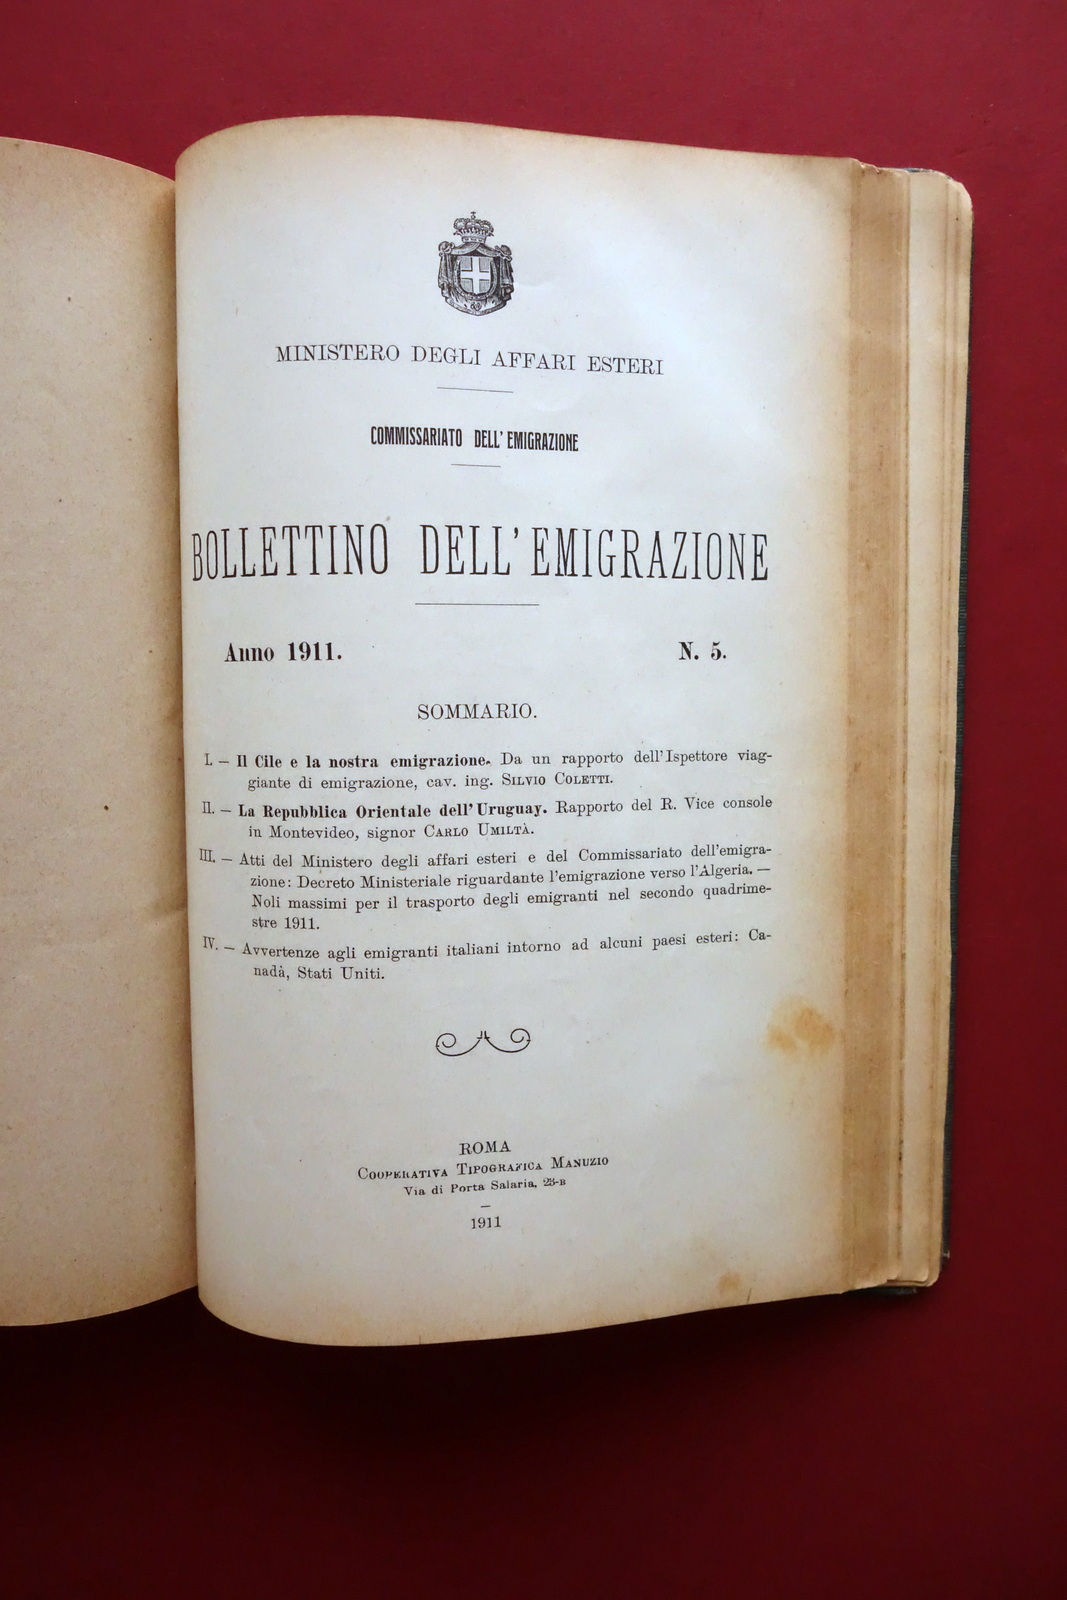 MINISTERO DEGLI AFFARI ESTERI
COMMISSARIATO DELL'EMIGRAZIONE
BOLLETTINO DELL'EMIGRAZIONE
Anno 1911. N. 5.
SOMMARIO.
I. — Il Cile e la nostra emigrazione. Da un rapporto dell'Ispettore viag-
giante di emigrazione, cav. ing. SILVIO COLETTI.
II. — La Repubblica Orientale dell'Uruguay. Rapporto del R. Vice console
in Montevideo, signor CARLO UMILTÀ.
III. — Atti del Ministero degli affari esteri e del Commissariato dell'emigra-
zione: Decreto Ministeriale riguardante l'emigrazione verso l'Algeria. —
Noli massimi per il trasporto degli emigranti nel secondo quadrime-
stre 1911.
IV. — Avvertenze agli emigranti italiani intorno ad alcuni paesi esteri: Ca-
nadà, Stati Uniti.
ROMA
COOPERATIVA TIPOGRAFICA MANUZIO
Via di Porta Salaria, 23-B
1911